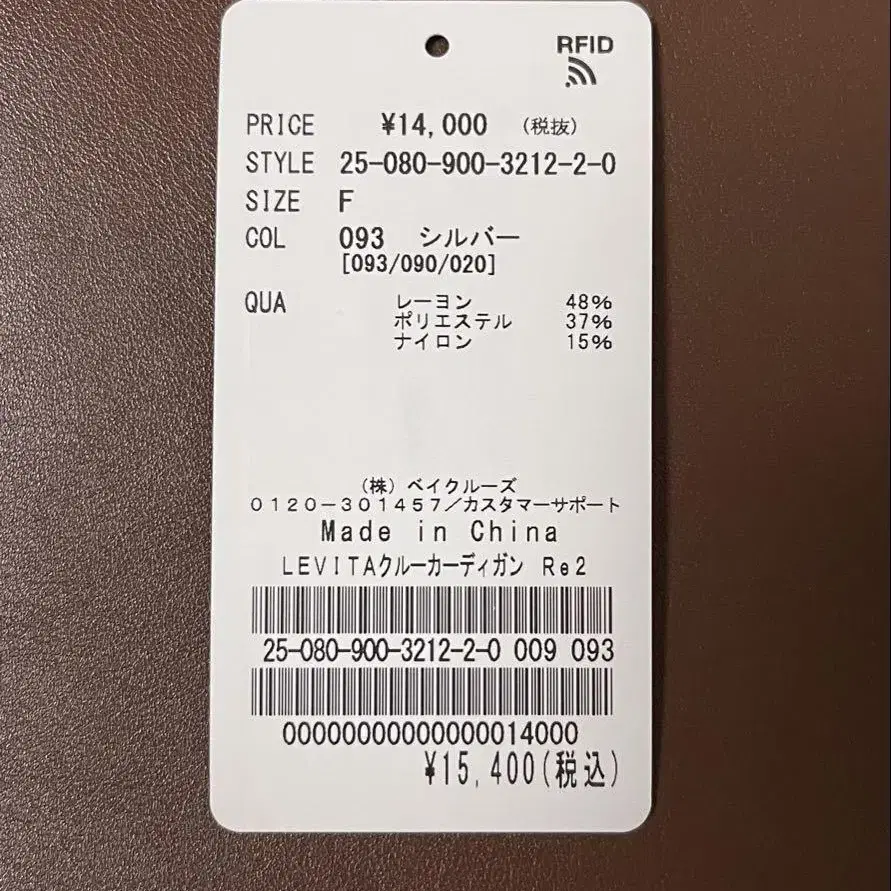 RFID
PRICE ¥14,000 (税抜)
STYLE 25-080-900-3212-2-0
SIZE F
COL 093 シルバー
[093/090/020]
QUA レーヨン 48%
ポリエステル 37%
ナイロン 15%
(株)ベイクルーズ
0120-301457/カスタマーサポート
Made in China
LEVITAクルーカーディガン Re2
25-080-900-3212-2-0 009 093
00000000000000014000
¥15,400(税込)